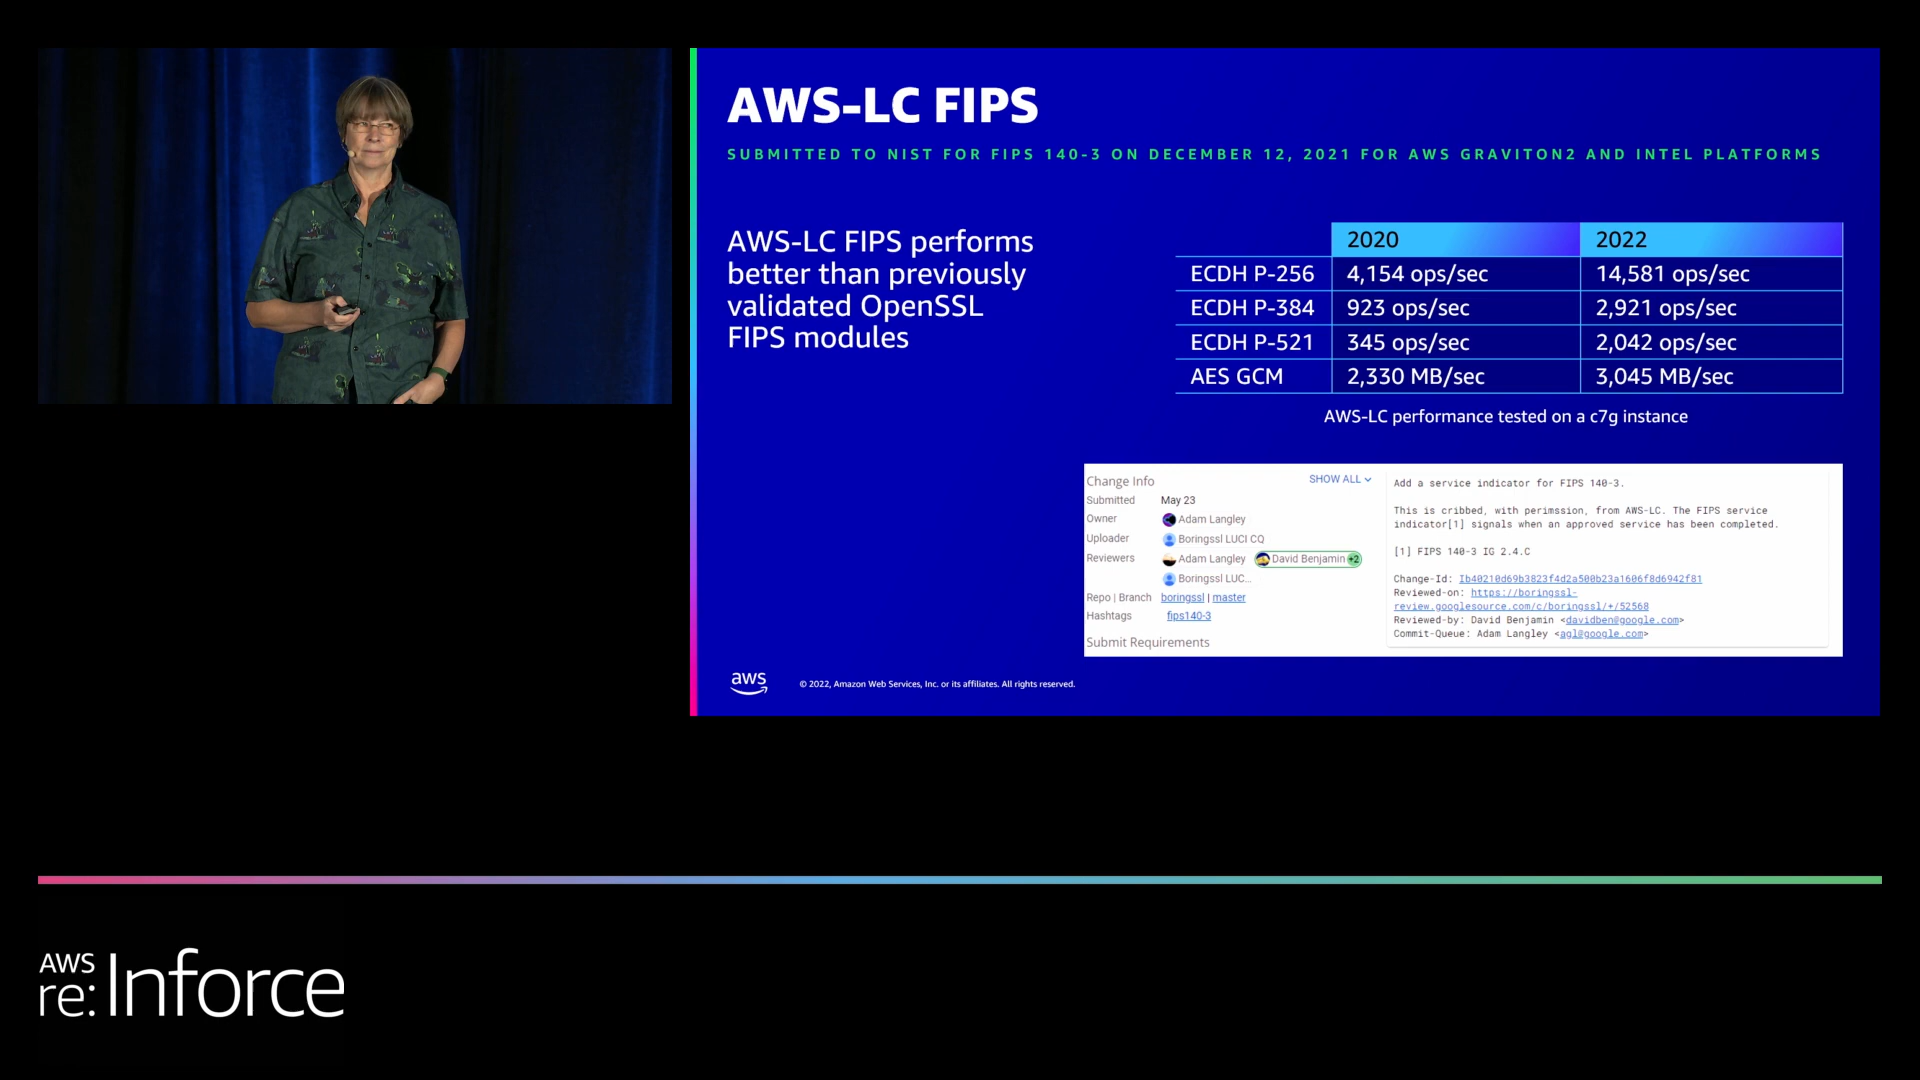 AWS-LC FIPS
SUBMITTED TO NIST FOR FIPS 140-3 ON DECEMBER 12, 2021 FOR AWS GRAVITON2 AND INTEL PLATFORMS
AWS-LC FIPS performs
better than previously
validated OpenSSL
FIPS modules
2020 2022
ECDH P-256 4,154 ops/sec 14,581 ops/sec
ECDH P-384 923 ops/sec 2,921 ops/sec
ECDH P-521 345 ops/sec 2,042 ops/sec
AES GCM 2,330 MB/sec 3,045 MB/sec
AWS-LC performance tested on a c7g instance
Change Info SHOW ALL
Submitted May 23
Owner Adam Langley
Uploader Boringssl LUCI CQ
Reviewers Adam Langley David Benjamin +2
Boringssl LUC...
Repo | Branch boringssl | master
Hashtags fips140-3
Submit Requirements
Add a service indicator for FIPS 140-3.
This is cribbed, with perimssion, from AWS-LC. The FIPS service
indicator[1] signals when an approved service has been completed.
[1] FIPS 140-3 IG 2.4.C
Change-Id: Ib40210d69b3823f4d2a500b23a1606f8d6942f81
Reviewed-on: https://boringssl-
review.googlesource.com/c/boringssl/+/52568
Reviewed-by: David Benjamin <davidben@google.com>
Commit-Queue: Adam Langley <agl@google.com>
aws
© 2022, Amazon Web Services, Inc. or its affiliates. All rights reserved.
AWS
re:Inforce